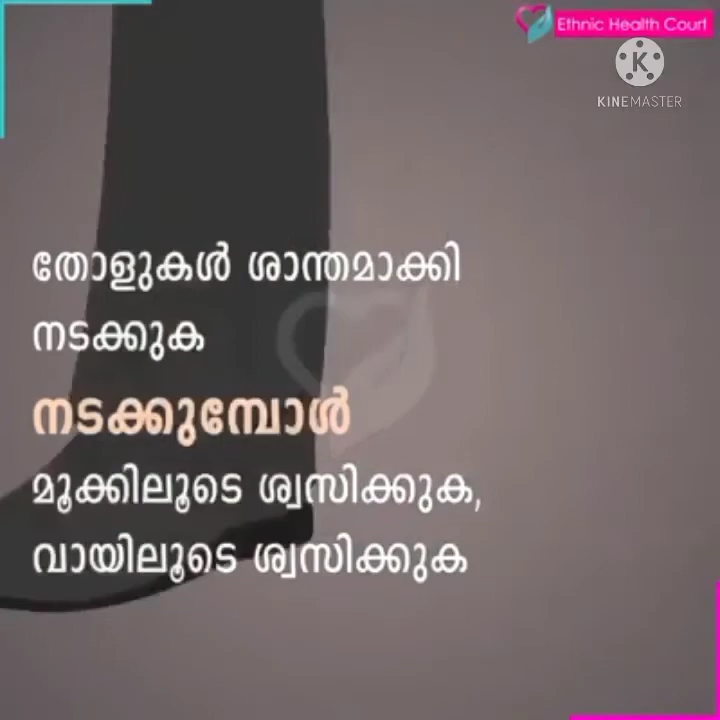 Ethnic Health Court
K
KINEMASTER
തോളുകൾ ശാന്തമാക്കി
നടക്കുക
നടക്കുമ്പോൾ
മൂക്കിലൂടെ ശ്വസിക്കുക,
വായിലൂടെ ശ്വസിക്കുക